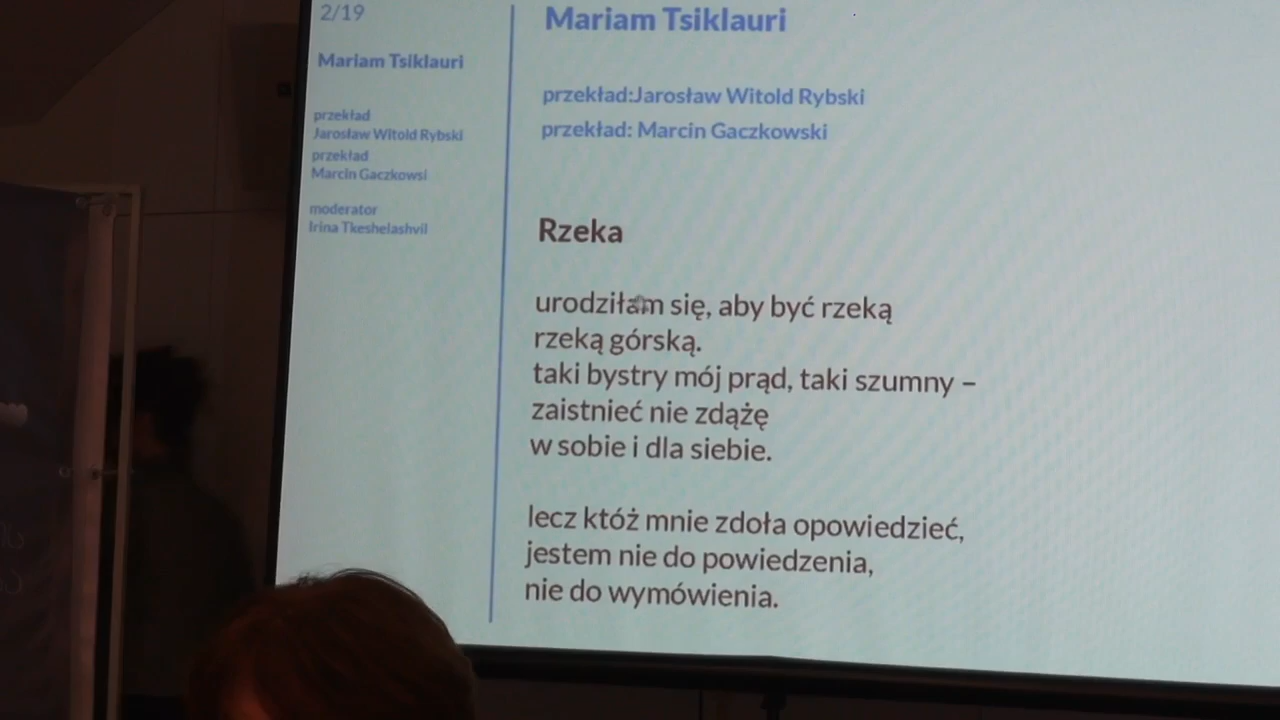 2/19
Mariam Tsiklauri
przekład
Jarosław Witold Rybski
przekład
Marcin Gaczkowsi
moderator
Irina Tkeshelashvil
Mariam Tsiklauri
przekład:Jarosław Witold Rybski
przekład: Marcin Gaczkowski
Rzeka
urodziłam się, aby być rzeką
rzeką górską.
taki bystry mój prąd, taki szumny –
zaistnieć nie zdążę
w sobie i dla siebie.
lecz któż mnie zdoła opowiedzieć,
jestem nie do powiedzenia,
nie do wymówienia.